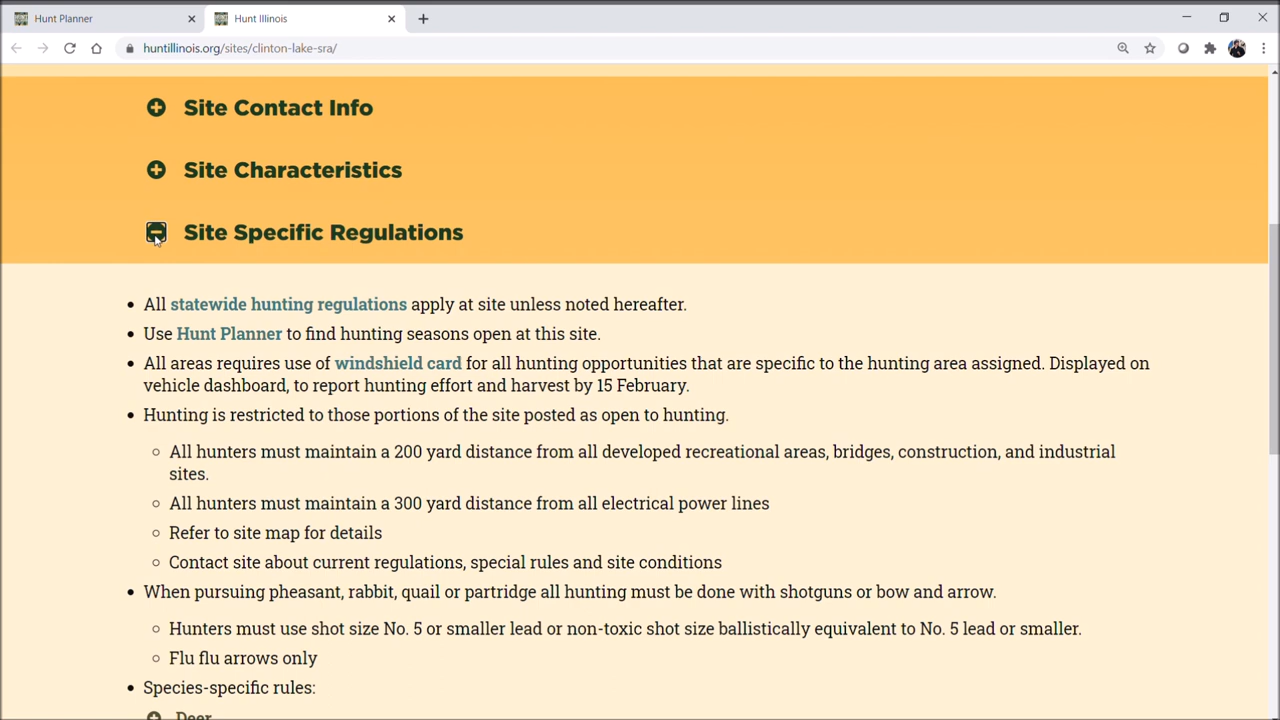 Hunt Planner
Hunt Illinois
huntillinois.org/sites/clinton-lake-sra/
Site Contact Info
Site Characteristics
Site Specific Regulations
• All statewide hunting regulations apply at site unless noted hereafter.
• Use Hunt Planner to find hunting seasons open at this site.
• All areas requires use of windshield card for all hunting opportunities that are specific to the hunting area assigned. Displayed on
vehicle dashboard, to report hunting effort and harvest by 15 February.
• Hunting is restricted to those portions of the site posted as open to hunting.
◦ All hunters must maintain a 200 yard distance from all developed recreational areas, bridges, construction, and industrial
sites.
◦ All hunters must maintain a 300 yard distance from all electrical power lines
◦ Refer to site map for details
◦ Contact site about current regulations, special rules and site conditions
• When pursuing pheasant, rabbit, quail or partridge all hunting must be done with shotguns or bow and arrow.
◦ Hunters must use shot size No. 5 or smaller lead or non-toxic shot size ballistically equivalent to No. 5 lead or smaller.
◦ Flu flu arrows only
• Species-specific rules:
Deer